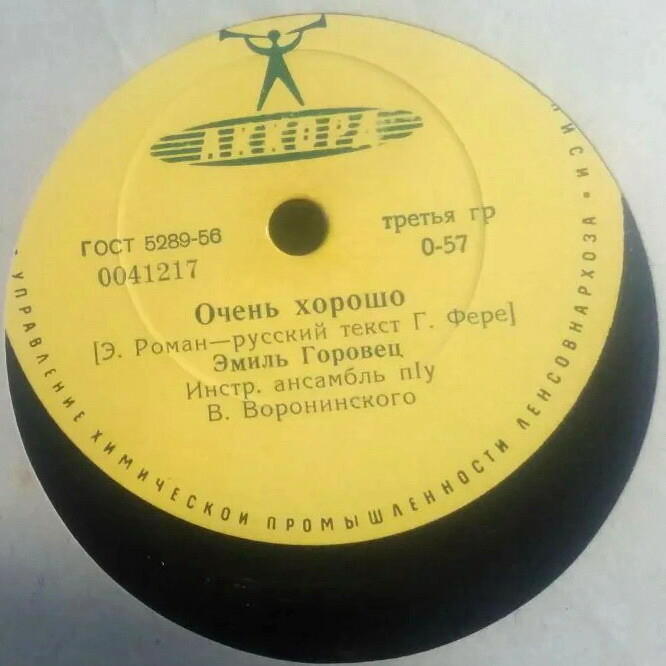 АККОРД
ГОСТ 5289-56
0041217
третья гр
0-57
Очень хорошо
[Э. Роман—русский текст Г. Фере]
Эмиль Горовец
Инстр. ансамбль п/у
В. Воронинского
• УПРАВЛЕНИЕ ХИМИЧЕСКОЙ ПРОМЫШЛЕННОСТИ ЛЕНСОВНАРХОЗА •